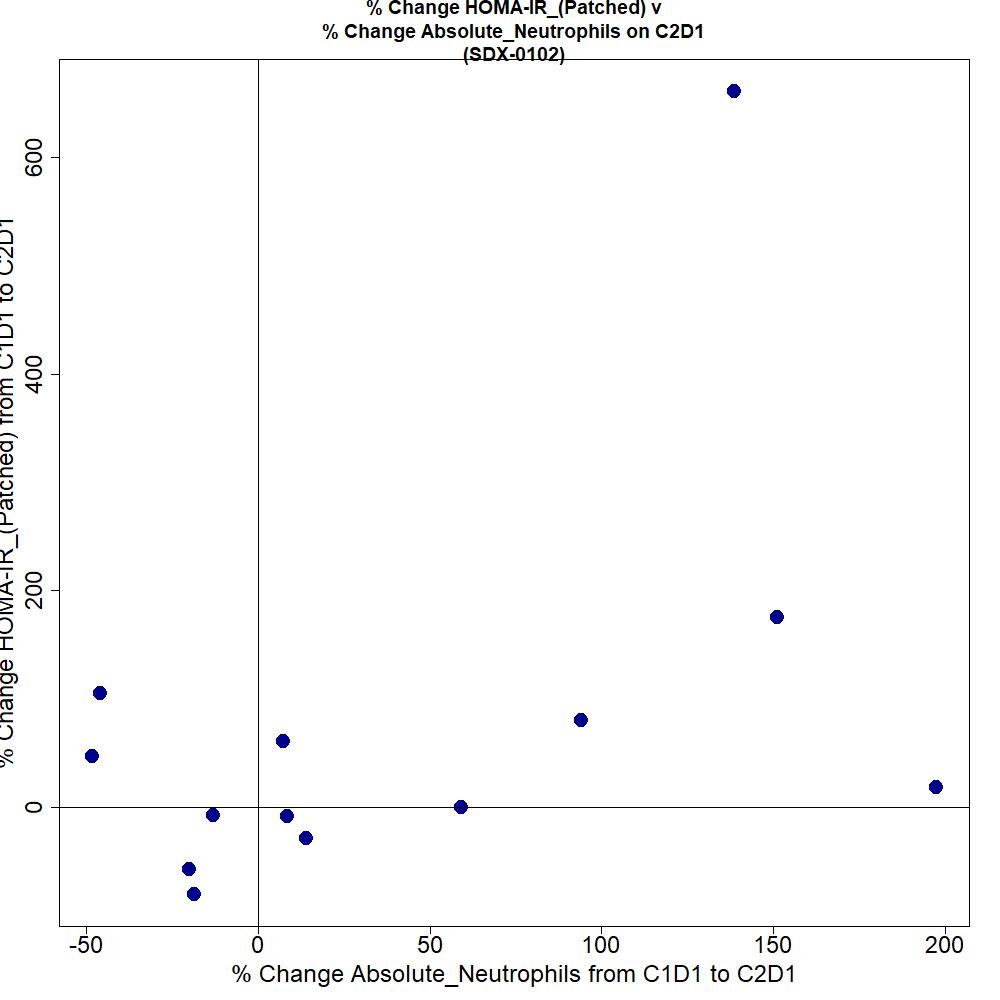 % Change HOMA-IR_(Patched) v
% Change Absolute_Neutrophils on C2D1
(SDX-0102)
% Change HOMA-IR_(Patched) from C1D1 to C2D1
600
400
200
0
-50
0
50
100
150
200
% Change Absolute_Neutrophils from C1D1 to C2D1